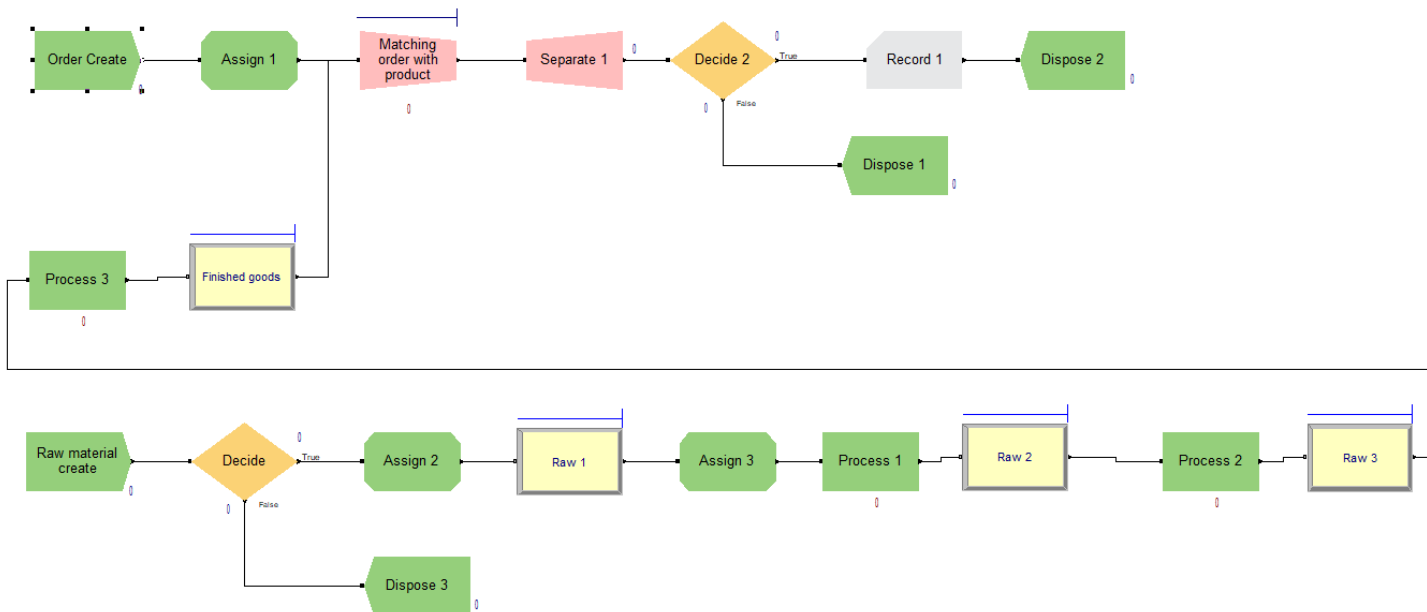 Order Create
Assign 1
Matching
order with
product
Separate 1
0
Decide 2
0
True
Record 1
Dispose 2
0
0
0
0
False
Dispose 1
0
Process 3
0
Finished goods
Raw material
create
0
Decide
0
True
0
False
Assign 2
Raw 1
Assign 3
Process 1
0
Raw 2
Process 2
0
Raw 3
Dispose 3
0